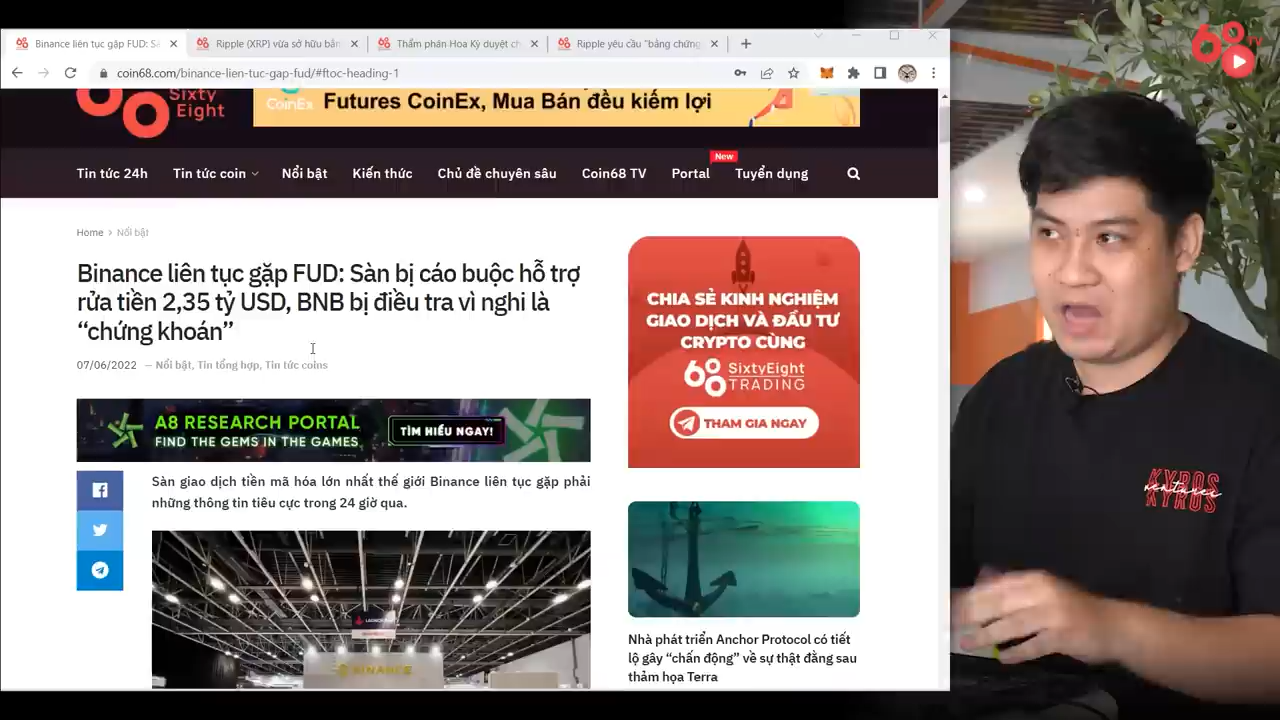 Binance liên tục gặp FUD: Sà
Ripple (XRP) vừa sở hữu bằn
Thẩm phán Hoa Kỳ duyệt ch
Ripple yêu cầu "bằng chứng
coin68.com/binance-lien-tuc-gap-fud/#ftoc-heading-1
68 TV
Sixty
Eight
CoinEx
Futures CoinEx, Mua Bán đều kiếm lợi
New
Tin tức 24h
Tin tức coin
Nổi bật
Kiến thức
Chủ đề chuyên sâu
Coin68 TV
Portal
Tuyển dụng
Home > Nổi bật
Binance liên tục gặp FUD: Sàn bị cáo buộc hỗ trợ
rửa tiền 2,35 tỷ USD, BNB bị điều tra vì nghi là
“chứng khoán”
07/06/2022 — Nổi bật, Tin tổng hợp, Tin tức coins
A8 RESEARCH PORTAL
FIND THE GEMS IN THE GAMES
TÌM HIỂU NGAY!
Sàn giao dịch tiền mã hóa lớn nhất thế giới Binance liên tục gặp phải
những thông tin tiêu cực trong 24 giờ qua.
BINANCE
CHIA SẺ KINH NGHIỆM
GIAO DỊCH VÀ ĐẦU TƯ
CRYPTO CÙNG
68 SIXTYEIGHT
TRADING
THAM GIA NGAY
Nhà phát triển Anchor Protocol có tiết
lộ gây “chấn động” về sự thật đằng sau
thảm họa Terra
KYROS
ventures
KYROS